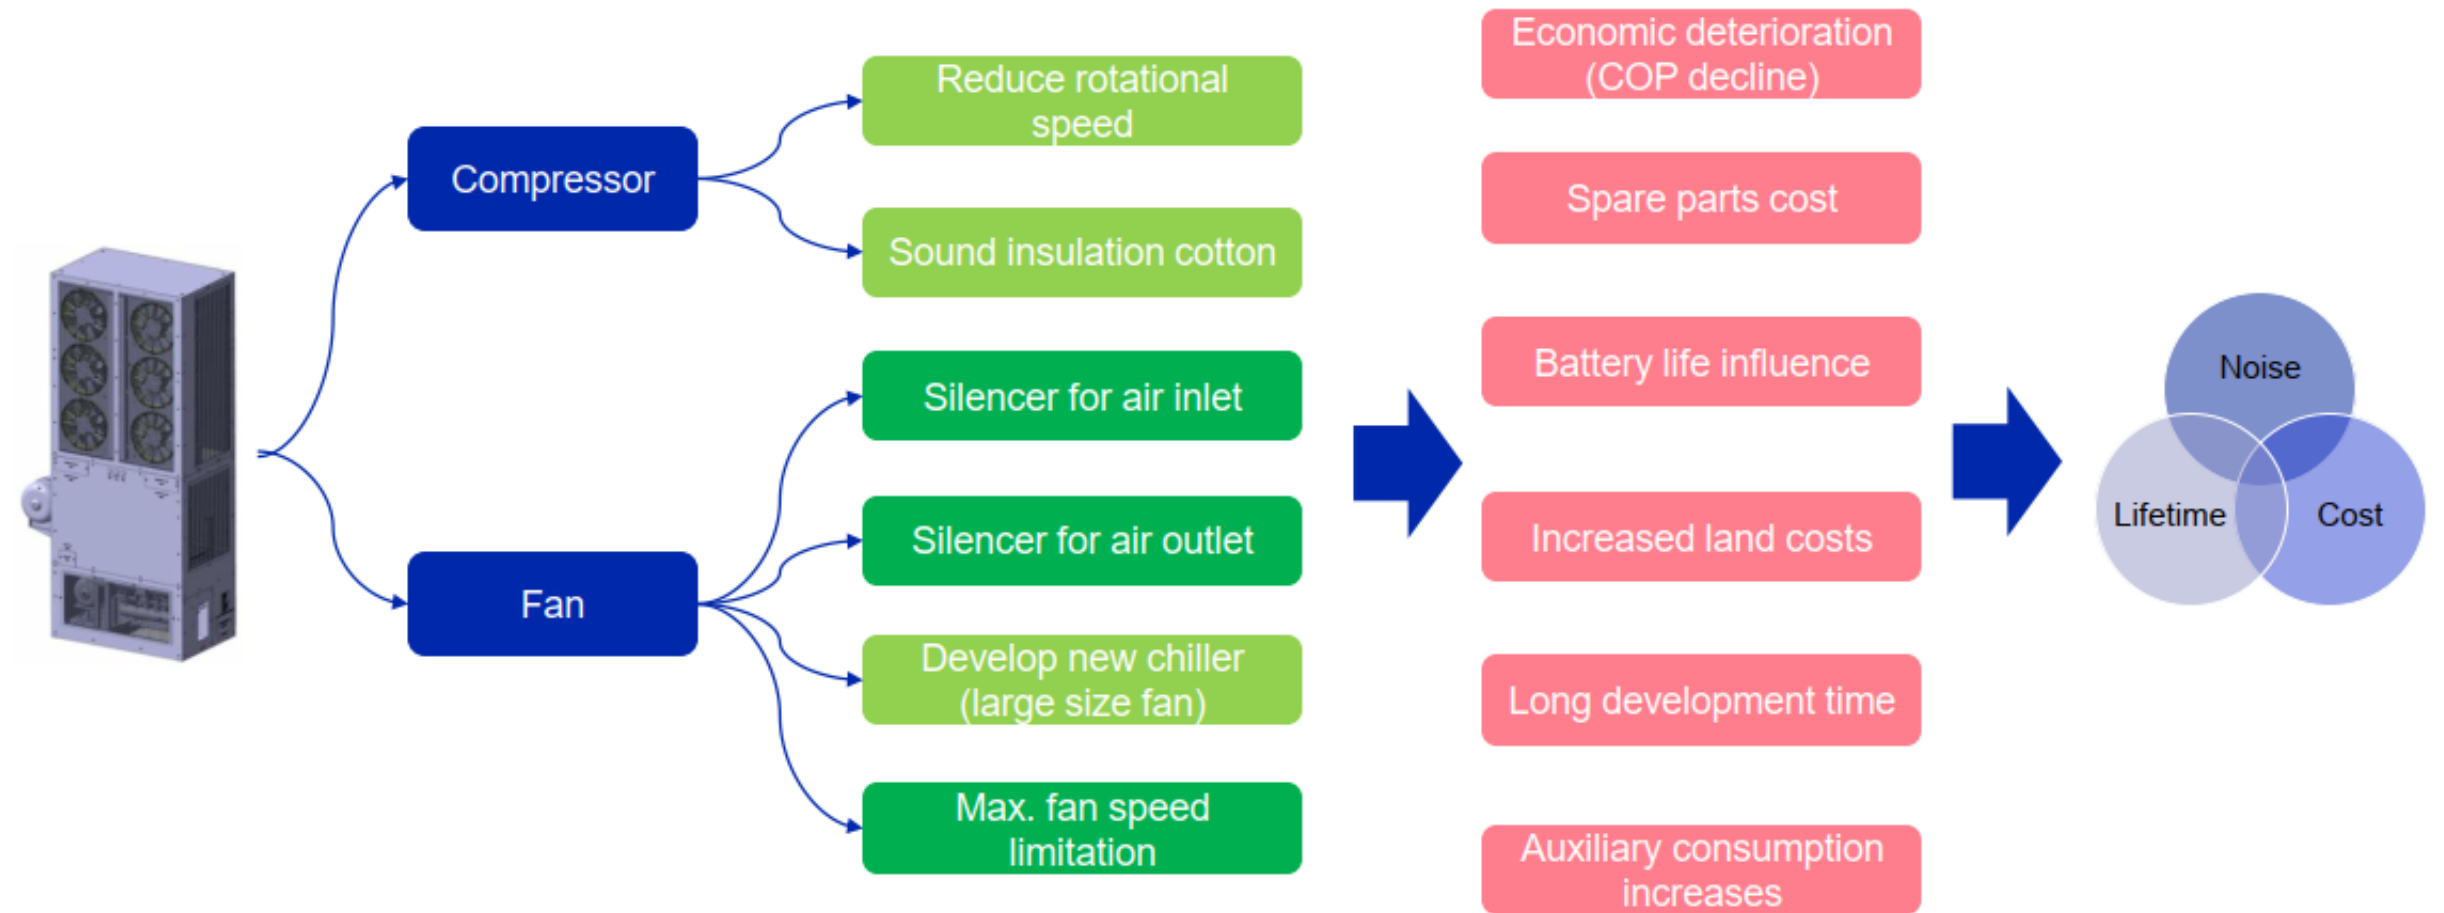 Compressor
Fan
Reduce rotational
speed
Sound insulation cotton
Silencer for air inlet
Silencer for air outlet
Develop new chiller
(large size fan)
Max. fan speed
limitation
Economic deterioration
(COP decline)
Spare parts cost
Battery life influence
Increased land costs
Long development time
Auxiliary consumption
increases
Noise
Lifetime
Cost